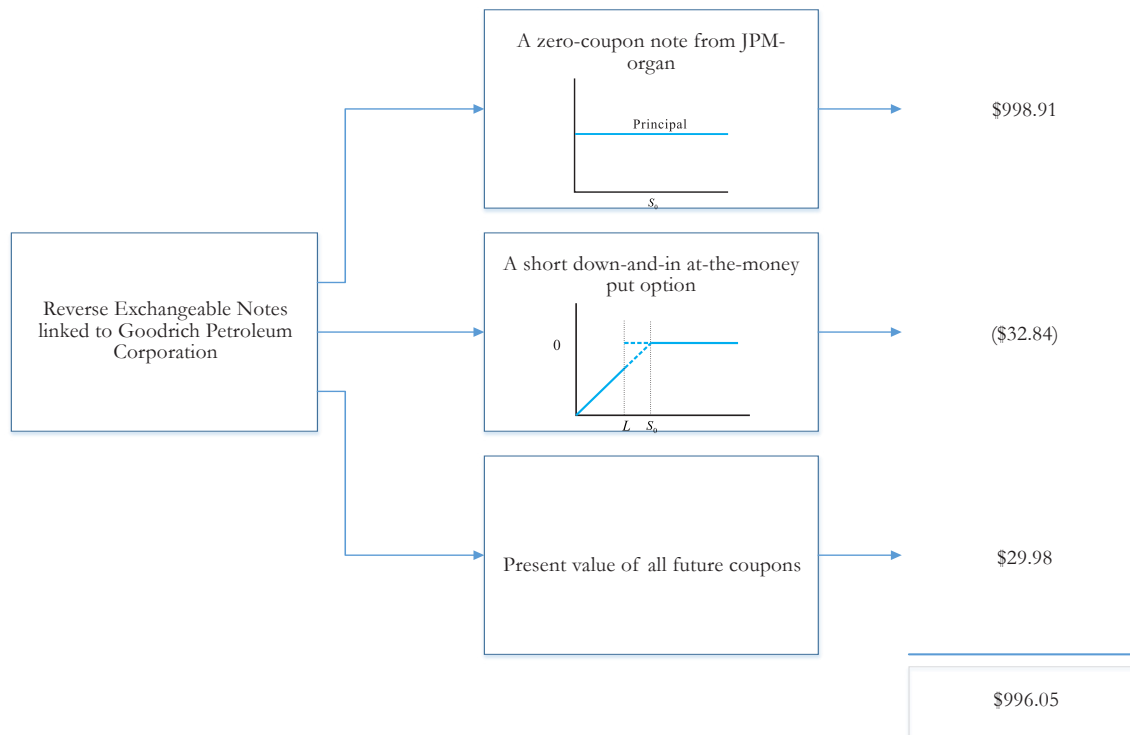 A zero-coupon note from JPM-
organ
Principal
S₀
$998.91
Reverse Exchangeable Notes
linked to Goodrich Petroleum
Corporation
A short down-and-in at-the-money
put option
0
L
S₀
($32.84)
Present value of all future coupons
$29.98
$996.05